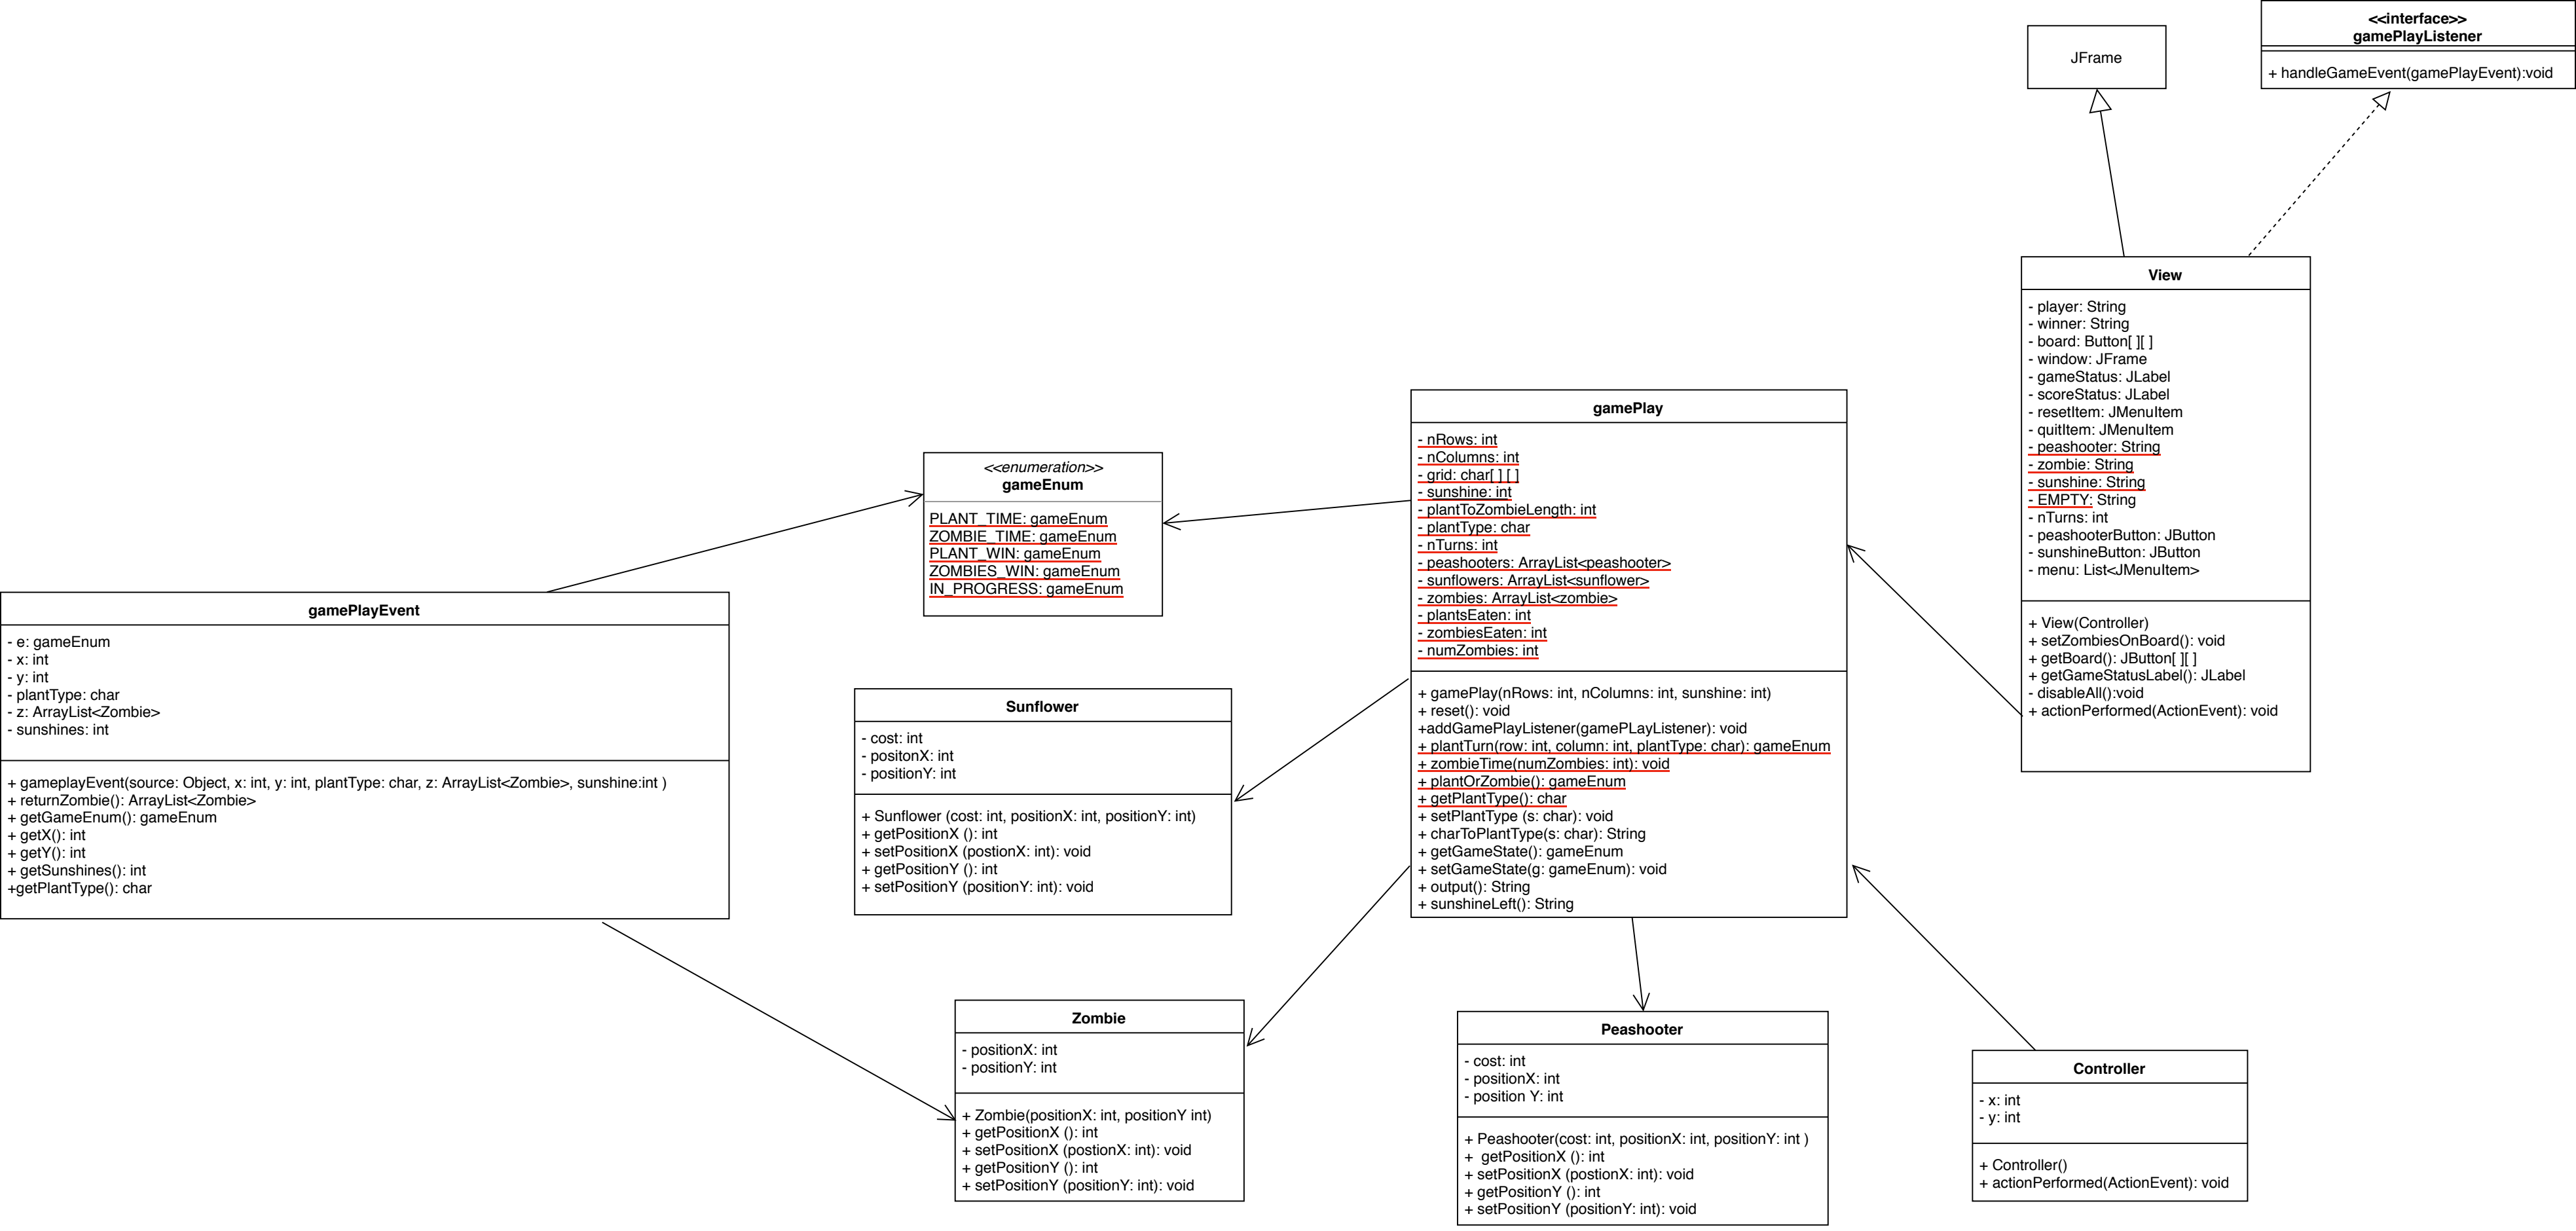 JFrame
<<interface>>
gamePlayListener
+ handleGameEvent(gamePlayEvent):void
View
- player: String
- winner: String
- board: Button[ ][ ]
- window: JFrame
- gameStatus: JLabel
- scoreStatus: JLabel
- resetItem: JMenuItem
- quitItem: JMenuItem
- peashooter: String
- zombie: String
- sunshine: String
- EMPTY: String
- nTurns: int
- peashooterButton: JButton
- sunshineButton: JButton
- menu: List<JMenuItem>
+ View(Controller)
+ setZombiesOnBoard(): void
+ getBoard(): JButton[ ][ ]
+ getGameStatusLabel(): JLabel
- disableAll():void
+ actionPerformed(ActionEvent): void
gamePlay
- nRows: int
- nColumns: int
- grid: char[ ] [ ]
- sunshine: int
- plantToZombieLength: int
- plantType: char
- nTurns: int
- peashooters: ArrayList<peashooter>
- sunflowers: ArrayList<sunflower>
- zombies: ArrayList<zombie>
- plantsEaten: int
- zombiesEaten: int
- numZombies: int
+ gamePlay(nRows: int, nColumns: int, sunshine: int)
+ reset(): void
+addGamePlayListener(gamePLayListener): void
+ plantTurn(row: int, column: int, plantType: char): gameEnum
+ zombieTime(numZombies: int): void
+ plantOrZombie(): gameEnum
+ getPlantType(): char
+ setPlantType (s: char): void
+ charToPlantType(s: char): String
+ getGameState(): gameEnum
+ setGameState(g: gameEnum): void
+ output(): String
+ sunshineLeft(): String
<<enumeration>>
gameEnum
PLANT_TIME: gameEnum
ZOMBIE_TIME: gameEnum
PLANT_WIN: gameEnum
ZOMBIES_WIN: gameEnum
IN_PROGRESS: gameEnum
gamePlayEvent
- e: gameEnum
- x: int
- y: int
- plantType: char
- z: ArrayList<Zombie>
- sunshines: int
+ gameplayEvent(source: Object, x: int, y: int, plantType: char, z: ArrayList<Zombie>, sunshine:int )
+ returnZombie(): ArrayList<Zombie>
+ getGameEnum(): gameEnum
+ getX(): int
+ getY(): int
+ getSunshines(): int
+getPlantType(): char
Sunflower
- cost: int
- positonX: int
- positionY: int
+ Sunflower (cost: int, positionX: int, positionY: int)
+ getPositionX (): int
+ setPositionX (postionX: int): void
+ getPositionY (): int
+ setPositionY (positionY: int): void
Zombie
- positionX: int
- positionY: int
+ Zombie(positionX: int, positionY int)
+ getPositionX (): int
+ setPositionX (postionX: int): void
+ getPositionY (): int
+ setPositionY (positionY: int): void
Peashooter
- cost: int
- positionX: int
- position Y: int
+ Peashooter(cost: int, positionX: int, positionY: int )
+  getPositionX (): int
+ setPositionX (postionX: int): void
+ getPositionY (): int
+ setPositionY (positionY: int): void
Controller
- x: int
- y: int
+ Controller()
+ actionPerformed(ActionEvent): void